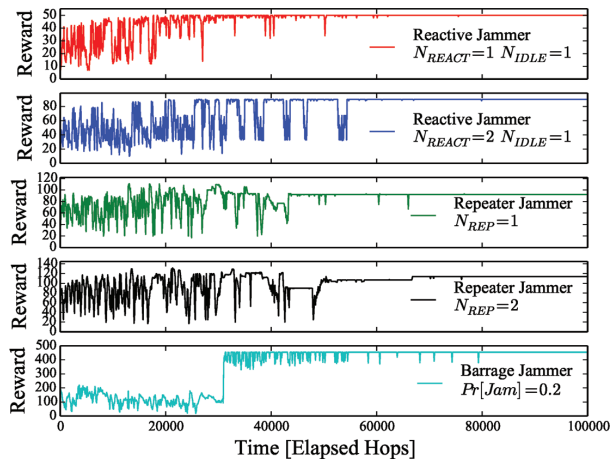 Reward
50
40
30
20
10
0
Reactive Jammer
N_REACT=1 N_IDLE=1
Reward
80
60
40
20
0
Reactive Jammer
N_REACT=2 N_IDLE=1
Reward
120
100
80
60
40
20
0
Repeater Jammer
N_REP=1
Reward
140
120
100
80
60
40
20
0
Repeater Jammer
N_REP=2
Reward
500
400
300
200
100
0
Barrage Jammer
Pr[Jam]=0.2
0 20000 40000 60000 80000 100000
Time [Elapsed Hops]